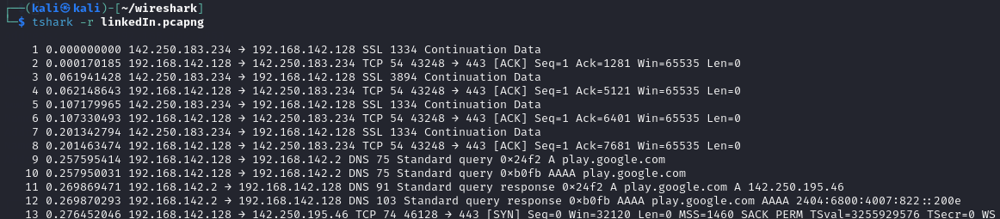 ┌──(kali㉿kali)-[~/wireshark]
└─$ tshark -r linkedIn.pcapng
1 0.000000000 142.250.183.234 → 192.168.142.128 SSL 1334 Continuation Data
2 0.000170185 192.168.142.128 → 142.250.183.234 TCP 54 43248 → 443 [ACK] Seq=1 Ack=1281 Win=65535 Len=0
3 0.061941428 142.250.183.234 → 192.168.142.128 SSL 3894 Continuation Data
4 0.062148643 192.168.142.128 → 142.250.183.234 TCP 54 43248 → 443 [ACK] Seq=1 Ack=5121 Win=65535 Len=0
5 0.107179965 142.250.183.234 → 192.168.142.128 SSL 1334 Continuation Data
6 0.107330493 192.168.142.128 → 142.250.183.234 TCP 54 43248 → 443 [ACK] Seq=1 Ack=6401 Win=65535 Len=0
7 0.201342794 142.250.183.234 → 192.168.142.128 SSL 1334 Continuation Data
8 0.201463474 192.168.142.128 → 142.250.183.234 TCP 54 43248 → 443 [ACK] Seq=1 Ack=7681 Win=65535 Len=0
9 0.257595414 192.168.142.128 → 192.168.142.2 DNS 75 Standard query 0×24f2 A play.google.com
10 0.257950031 192.168.142.128 → 192.168.142.2 DNS 75 Standard query 0×b0fb AAAA play.google.com
11 0.269869471 192.168.142.2 → 192.168.142.128 DNS 91 Standard query response 0×24f2 A play.google.com A 142.250.195.46
12 0.269870293 192.168.142.2 → 192.168.142.128 DNS 103 Standard query response 0×b0fb AAAA play.google.com AAAA 2404:6800:4007:822::200e
13 0.276452046 192.168.142.128 → 142.250.195.46 TCP 74 46128 → 443 [SYN] Seq=0 Win=32120 Len=0 MSS=1460 SACK_PERM TSval=3255929576 TSecr=0 WS